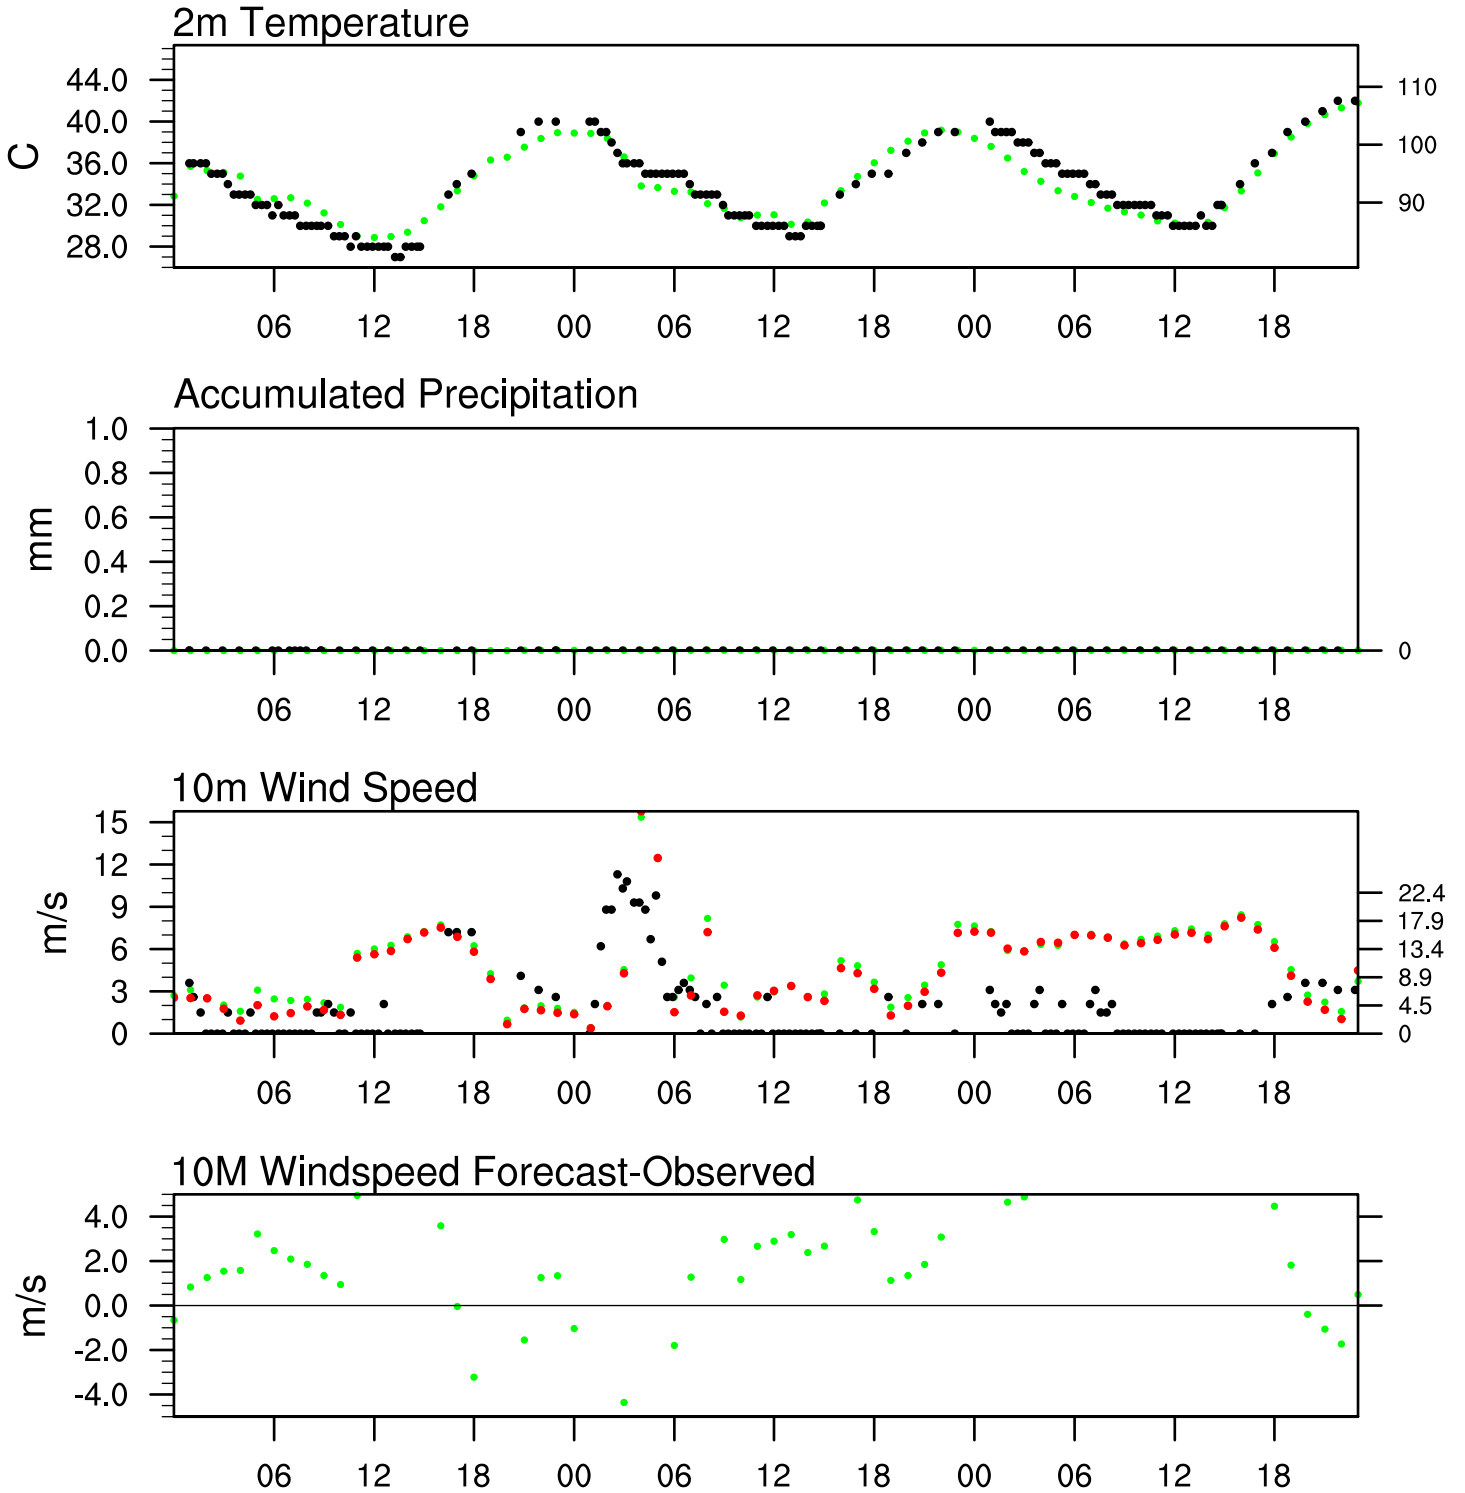 2m Temperature
44.0
40.0
36.0
32.0
28.0
C
110
100
90
06 12 18 00 06 12 18 00 06 12 18
Accumulated Precipitation
1.0
0.8
0.6
0.4
0.2
0.0
mm
0
06 12 18 00 06 12 18 00 06 12 18
10m Wind Speed
15
12
9
6
3
0
m/s
22.4
17.9
13.4
8.9
4.5
0
06 12 18 00 06 12 18 00 06 12 18
10M Windspeed Forecast-Observed
4.0
2.0
0.0
-2.0
-4.0
m/s
06 12 18 00 06 12 18 00 06 12 18